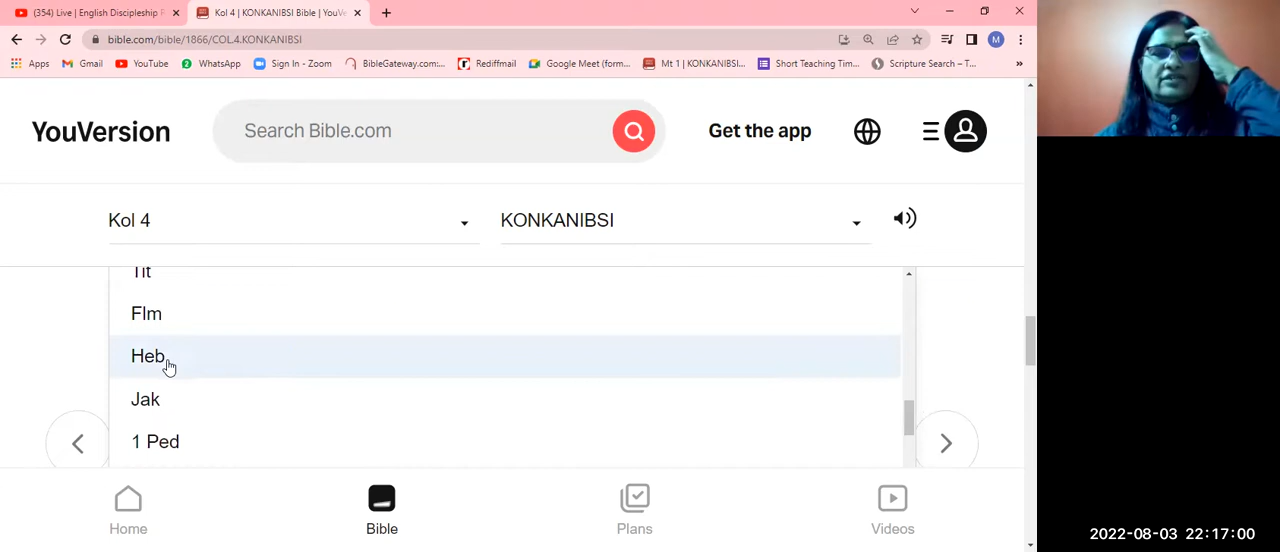 (354) Live | English Discipleship P
Kol 4 | KONKANIBSI Bible | YouVe
bible.com/bible/1866/COL.4.KONKANIBSI
M
Apps
Gmail
YouTube
2 WhatsApp
Sign In - Zoom
BibleGateway.com:...
Rediffmail
Google Meet (form...
Mt 1 | KONKANIBS...
Short Teaching Tim...
Scripture Search – T...
»
YouVersion
Search Bible.com
Get the app
Kol 4
KONKANIBSI
Tit
Flm
Heb
Jak
1 Ped
Home
Bible
Plans
Videos
2022-08-03 22:17:00